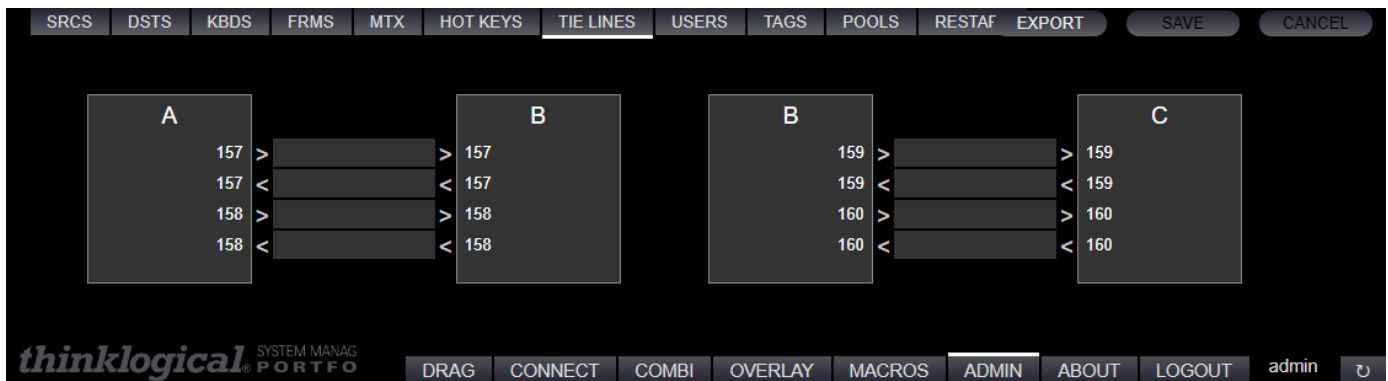 SRCS DSTS KBDS FRMS MTX HOT KEYS TIE LINES USERS TAGS POOLS RESTAF EXPORT SAVE CANCEL
A B B C
157 > > 157 159 > > 159
157 < < 157 159 < < 159
158 > > 158 160 > > 160
158 < < 158 160 < < 160
thinklogical® SYSTEM MANAG
PORTFO
DRAG CONNECT COMBI OVERLAY MACROS ADMIN ABOUT LOGOUT admin ↻